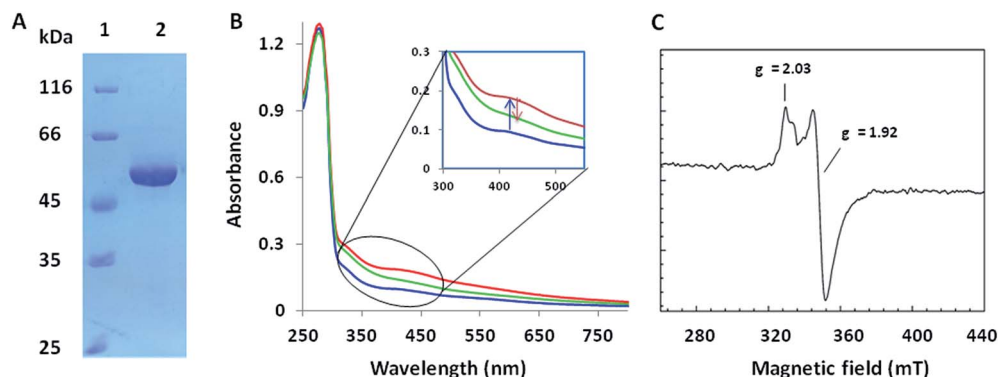 A
kDa
1 2
116
66
45
35
25
B
Absorbance
1.2
0.9
0.6
0.3
0
250 350 450 550 650 750
Wavelength (nm)
0.3
0.2
0.1
0
300 400 500
C
g = 2.03
g = 1.92
280 320 360 400 440
Magnetic field (mT)